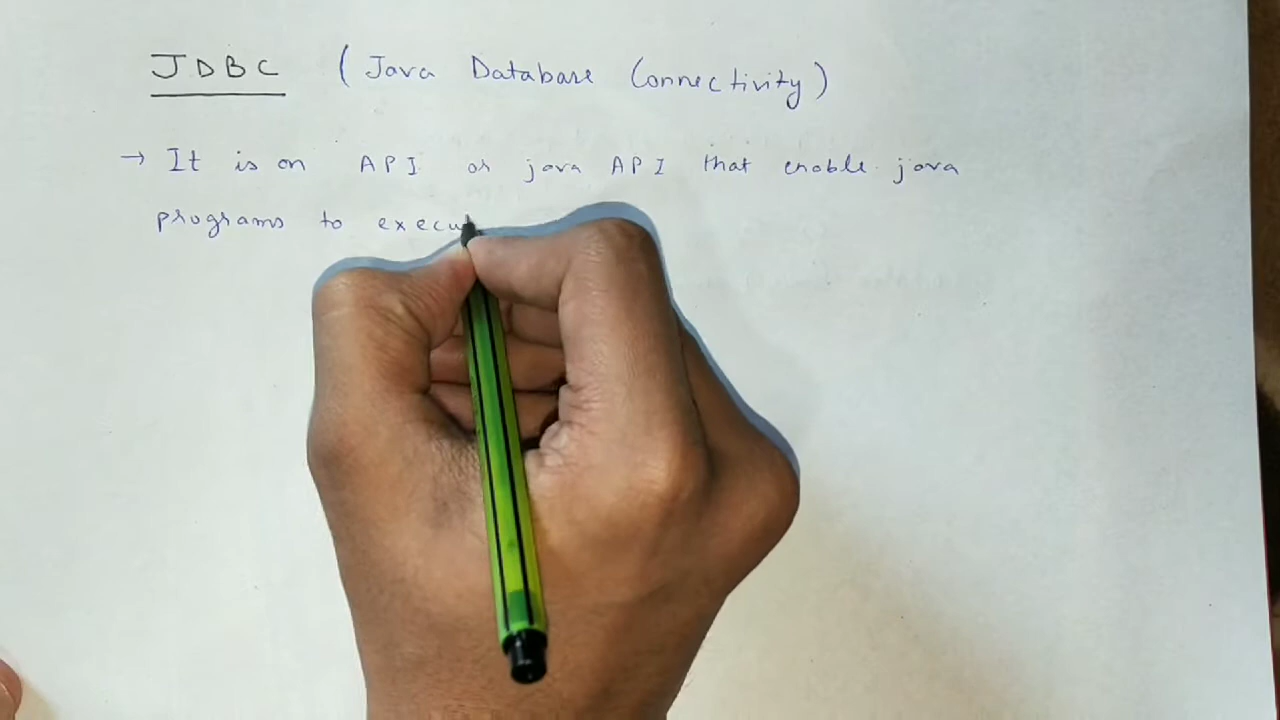 JDBC (Java Database Connectivity)
→ It is an API or java API that enable java
programs to execu